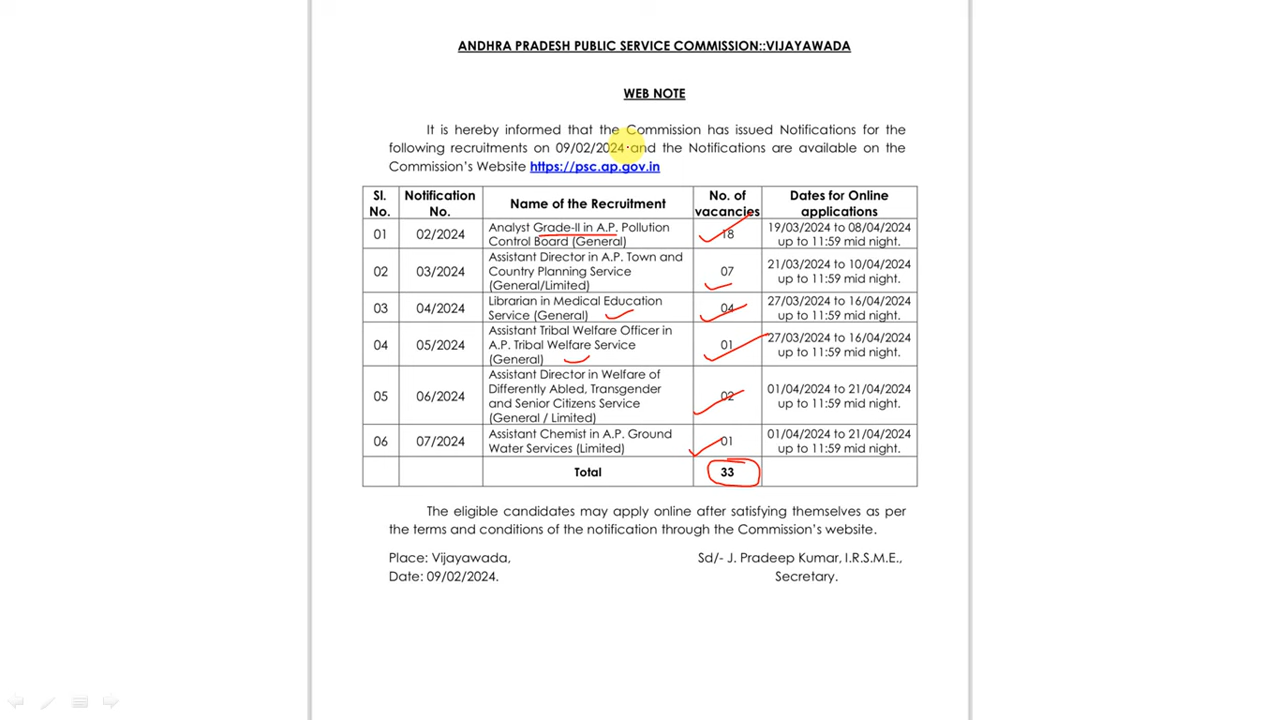 ANDHRA PRADESH PUBLIC SERVICE COMMISSION::VIJAYAWADA
WEB NOTE
It is hereby informed that the Commission has issued Notifications for the
following recruitments on 09/02/2024 and the Notifications are available on the
Commission's Website https://psc.ap.gov.in
Sl. No. Notification No. Name of the Recruitment No. of vacancies Dates for Online applications
01 02/2024 Analyst Grade-II in A.P. Pollution Control Board (General) 18 19/03/2024 to 08/04/2024 up to 11:59 mid night.
02 03/2024 Assistant Director in A.P. Town and Country Planning Service (General/Limited) 07 21/03/2024 to 10/04/2024 up to 11:59 mid night.
03 04/2024 Librarian in Medical Education Service (General) 04 27/03/2024 to 16/04/2024 up to 11:59 mid night.
04 05/2024 Assistant Tribal Welfare Officer in A.P. Tribal Welfare Service (General) 01 27/03/2024 to 16/04/2024 up to 11:59 mid night.
05 06/2024 Assistant Director in Welfare of Differently Abled, Transgender and Senior Citizens Service (General / Limited) 02 01/04/2024 to 21/04/2024 up to 11:59 mid night.
06 07/2024 Assistant Chemist in A.P. Ground Water Services (Limited) 01 01/04/2024 to 21/04/2024 up to 11:59 mid night.
Total 33
The eligible candidates may apply online after satisfying themselves as per
the terms and conditions of the notification through the Commission's website.
Place: Vijayawada, Sd/- J. Pradeep Kumar, I.R.S.M.E.,
Date: 09/02/2024. Secretary.